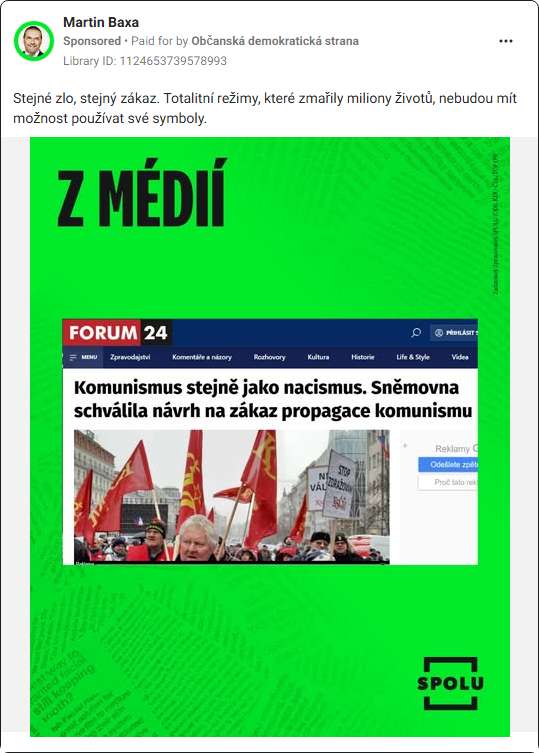 Martin Baxa
Sponsored • Paid for by Občanská demokratická strana
Library ID: 1124653739578993
Stejné zlo, stejný zákaz. Totalitní režimy, které zmařily miliony životů, nebudou mít
možnost používat své symboly.
Z MÉDIÍ
FORUM 24
PŘIHLÁSIT S
MENU Zpravodajství Komentáře a názory Rozhovory Kultura Historie Life & Style Videa
Komunismus stejně jako nacismus. Sněmovna
schválila návrh na zákaz propagace komunismu
Reklamy G
Odešlete zpět
Proč tato rekl
STOP
ZDRAŽOVÁNÍ
Reklama
SPOLU